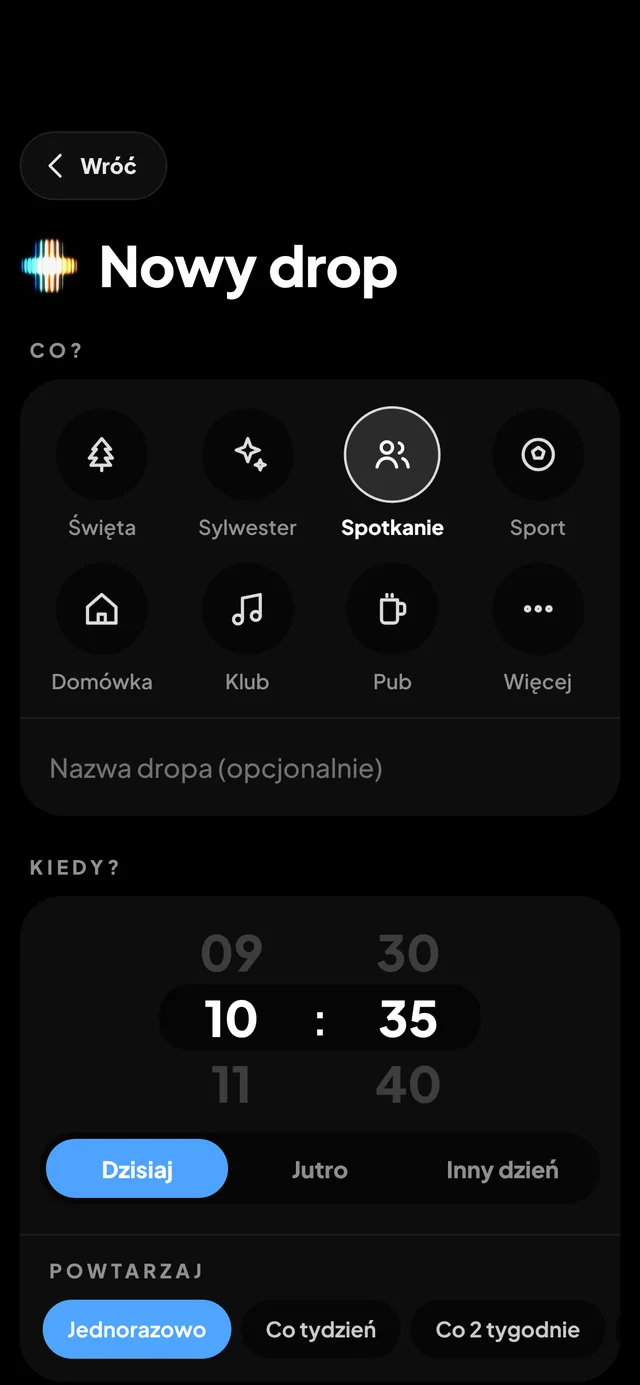 Wróć
Nowy drop
CO?
Święta Sylwester Spotkanie Sport
Domówka Klub Pub Więcej
Nazwa dropa (opcjonalnie)
KIEDY?
09 30
10 : 35
11 40
Dzisiaj Jutro Inny dzień
POWTARZAJ
Jednorazowo Co tydzień Co 2 tygodnie